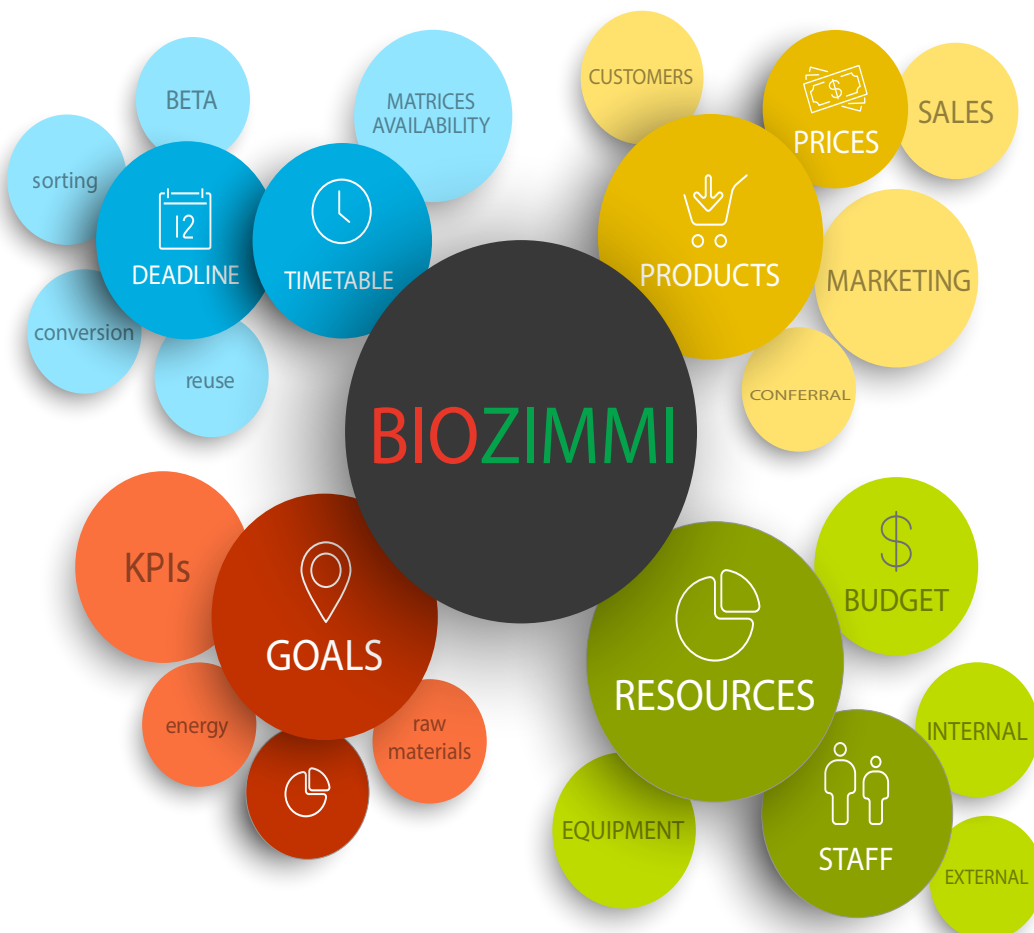 BETA
MATRICES
AVAILABILITY
sorting
12
DEADLINE
TIMETABLE
conversion
reuse
CUSTOMERS
$
PRICES
SALES
PRODUCTS
MARKETING
CONFERRAL
BIOZIMMI
KPIs
GOALS
energy
raw
materials
$
BUDGET
RESOURCES
INTERNAL
EQUIPMENT
STAFF
EXTERNAL